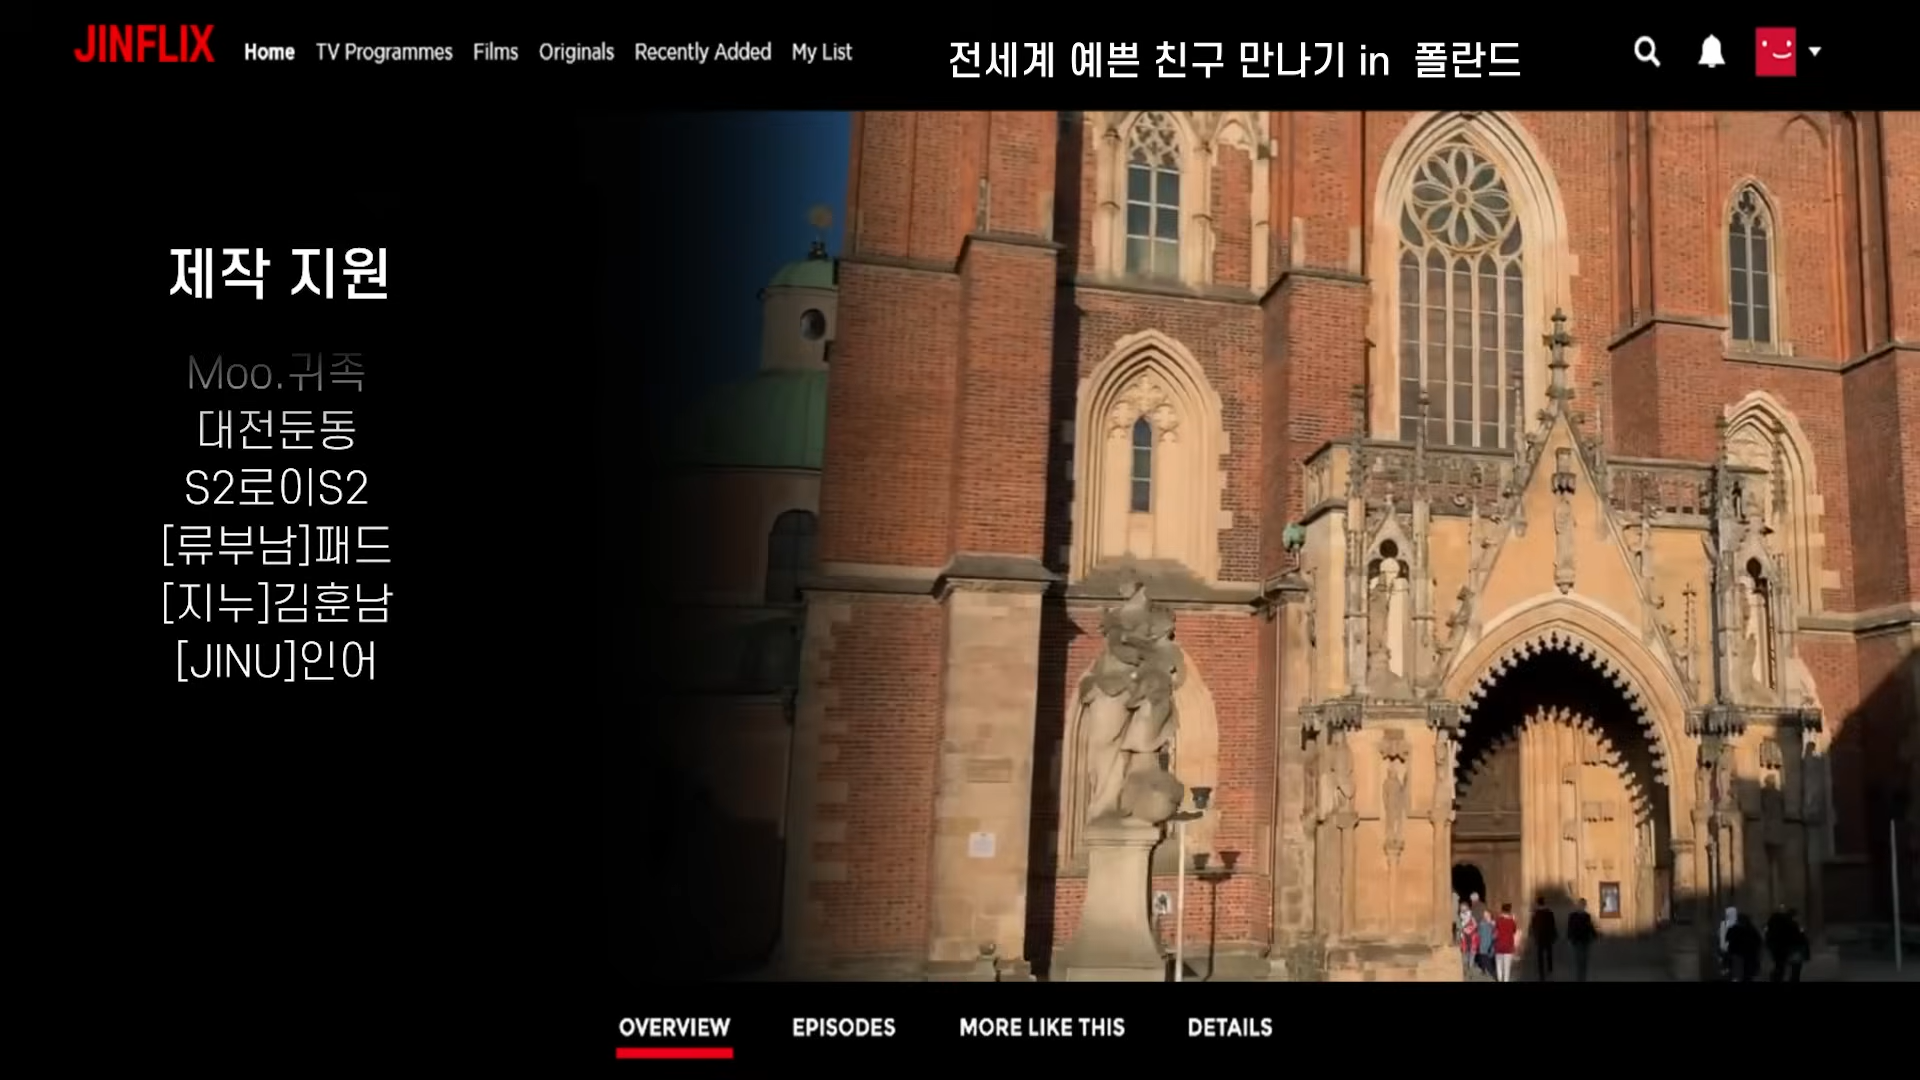 JINFLIX
Home TV Programmes Films Originals Recently Added My List
전세계 예쁜 친구 만나기 in 폴란드
제작 지원
Moo.귀족
대전둔동
S2로이S2
[류부남]패드
[지누]김훈남
[JINU]인어
OVERVIEW EPISODES MORE LIKE THIS DETAILS